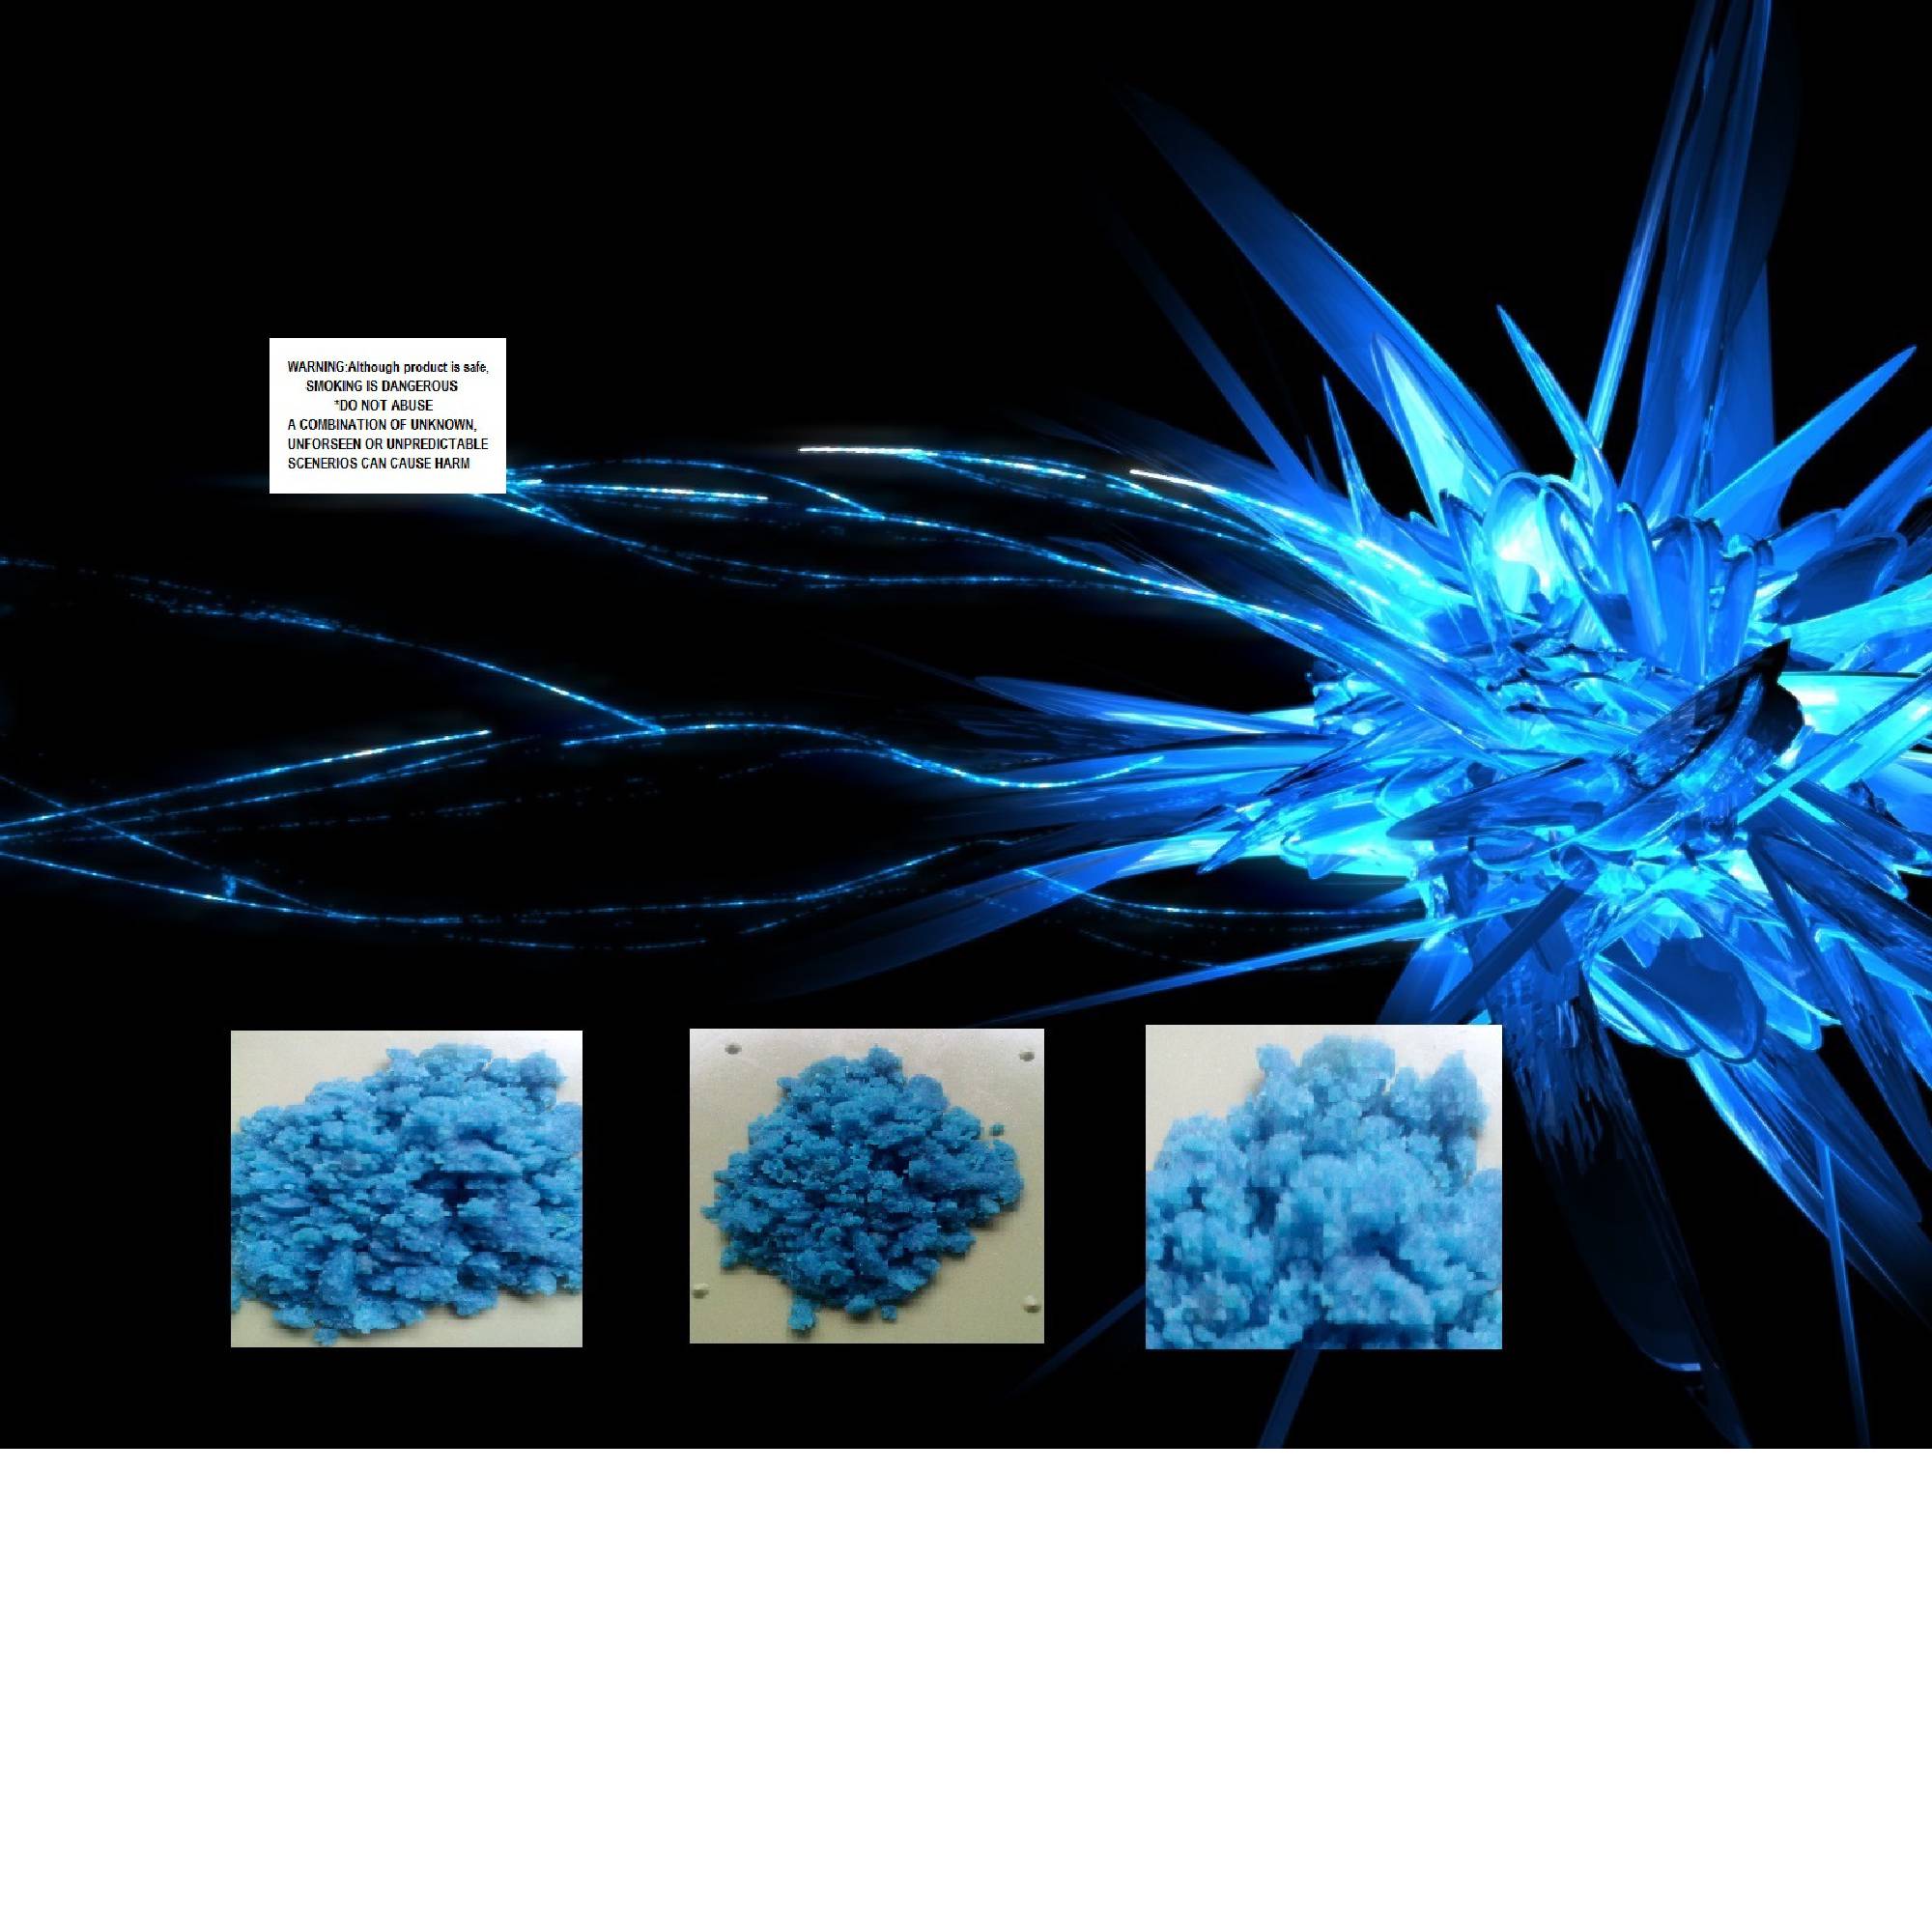 WARNING:Although product is safe,
SMOKING IS DANGEROUS
*DO NOT ABUSE
A COMBINATION OF UNKNOWN,
UNFORSEEN OR UNPREDICTABLE
SCENERIOS CAN CAUSE HARM